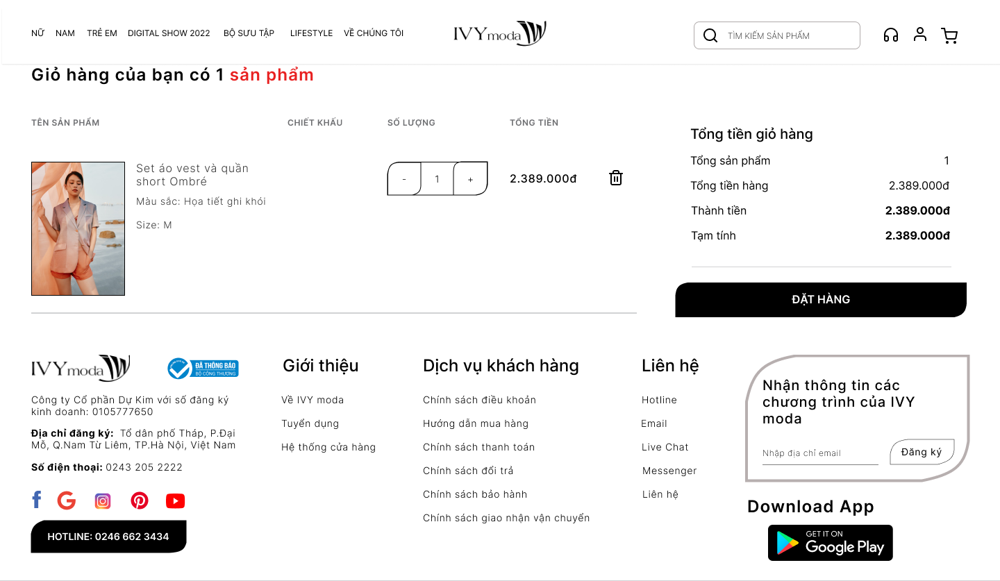 NỮ NAM TRẺ EM DIGITAL SHOW 2022 BỘ SƯU TẬP LIFESTYLE VỀ CHÚNG TÔI
IVY moda
TÌM KIẾM SẢN PHẨM
Giỏ hàng của bạn có 1 sản phẩm
TÊN SẢN PHẨM CHIẾT KHẤU SỐ LƯỢNG TỔNG TIỀN
Set áo vest và quần
short Ombré
Màu sắc: Họa tiết ghi khói
Size: M
- 1 +
2.389.000đ
Tổng tiền giỏ hàng
Tổng sản phẩm 1
Tổng tiền hàng 2.389.000đ
Thành tiền 2.389.000đ
Tạm tính 2.389.000đ
ĐẶT HÀNG
IVY moda
ĐÃ THÔNG BÁO
BỘ CÔNG THƯƠNG
Công ty Cổ phần Dự Kim với số đăng ký
kinh doanh: 0105777650
Địa chỉ đăng ký: Tổ dân phố Tháp, P.Đại
Mỗ, Q.Nam Từ Liêm, TP.Hà Nội, Việt Nam
Số điện thoại: 0243 205 2222
HOTLINE: 0246 662 3434
Giới thiệu
Về IVY moda
Tuyển dụng
Hệ thống cửa hàng
Dịch vụ khách hàng
Chính sách điều khoản
Hướng dẫn mua hàng
Chính sách thanh toán
Chính sách đổi trả
Chính sách bảo hành
Chính sách giao nhận vận chuyển
Liên hệ
Hotline
Email
Live Chat
Messenger
Liên hệ
Nhận thông tin các
chương trình của IVY
moda
Nhập địa chỉ email
Đăng ký
Download App
GET IT ON
Google Play